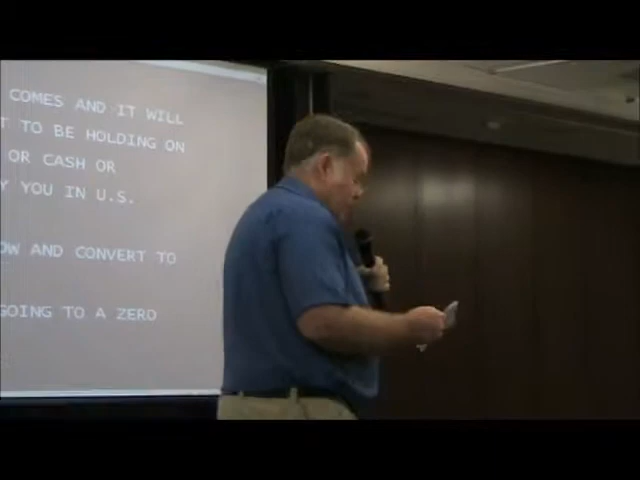 COMES AND IT WILL
T TO BE HOLDING ON
OR CASH OR
Y YOU IN U.S.
OW AND CONVERT TO
GOING TO A ZERO